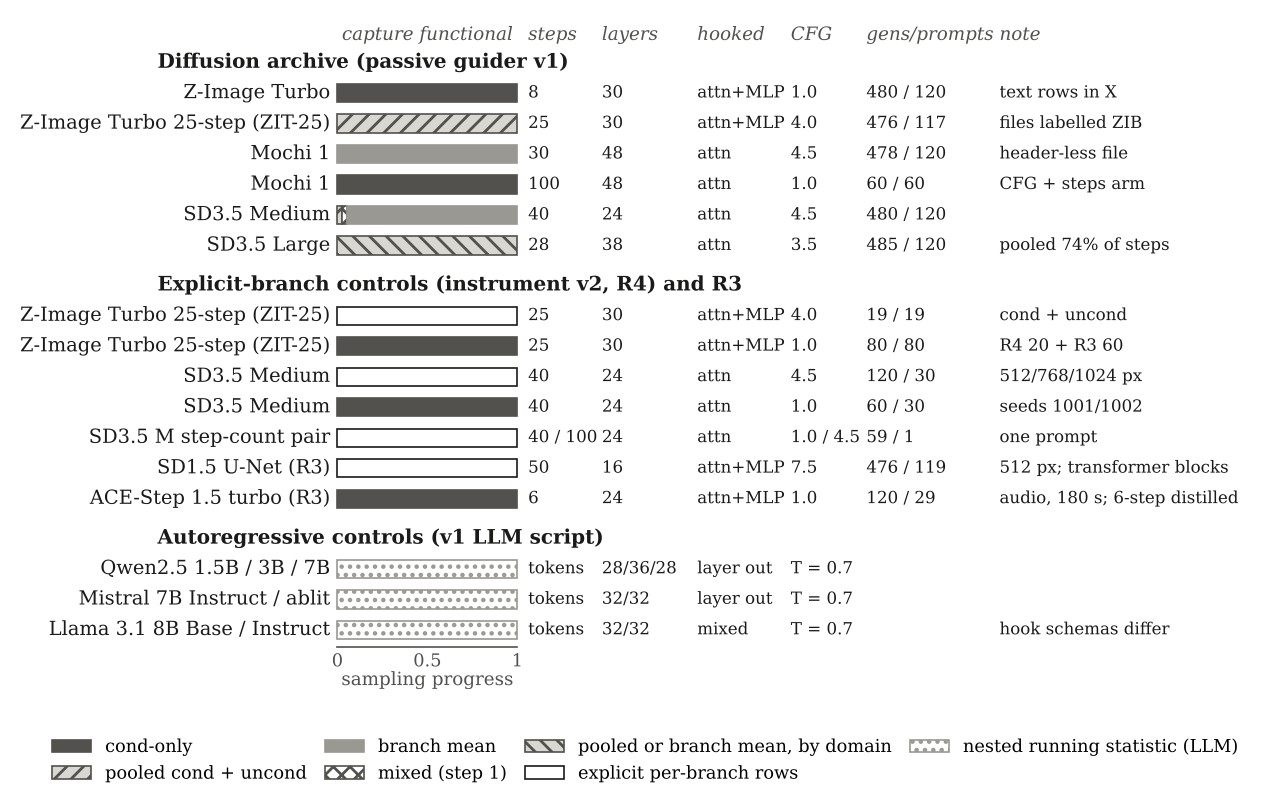 capture functional steps layers hooked CFG gens/prompts note
Diffusion archive (passive guider v1)
Z-Image Turbo 8 30 attn+MLP 1.0 480 / 120 text rows in X
Z-Image Turbo 25-step (ZIT-25) 25 30 attn+MLP 4.0 476 / 117 files labelled ZIB
Mochi 1 30 48 attn 4.5 478 / 120 header-less file
Mochi 1 100 48 attn 1.0 60 / 60 CFG + steps arm
SD3.5 Medium 40 24 attn 4.5 480 / 120
SD3.5 Large 28 38 attn 3.5 485 / 120 pooled 74% of steps
Explicit-branch controls (instrument v2, R4) and R3
Z-Image Turbo 25-step (ZIT-25) 25 30 attn+MLP 4.0 19 / 19 cond + uncond
Z-Image Turbo 25-step (ZIT-25) 25 30 attn+MLP 1.0 80 / 80 R4 20 + R3 60
SD3.5 Medium 40 24 attn 4.5 120 / 30 512/768/1024 px
SD3.5 Medium 40 24 attn 1.0 60 / 30 seeds 1001/1002
SD3.5 M step-count pair 40 / 100 24 attn 1.0 / 4.5 59 / 1 one prompt
SD1.5 U-Net (R3) 50 16 attn+MLP 7.5 476 / 119 512 px; transformer blocks
ACE-Step 1.5 turbo (R3) 6 24 attn+MLP 1.0 120 / 29 audio, 180 s; 6-step distilled
Autoregressive controls (v1 LLM script)
Qwen2.5 1.5B / 3B / 7B tokens 28/36/28 layer out T = 0.7
Mistral 7B Instruct / ablit tokens 32/32 layer out T = 0.7
Llama 3.1 8B Base / Instruct tokens 32/32 mixed T = 0.7 hook schemas differ
0 0.5 1
sampling progress
cond-only branch mean pooled or branch mean, by domain nested running statistic (LLM)
pooled cond + uncond mixed (step 1) explicit per-branch rows